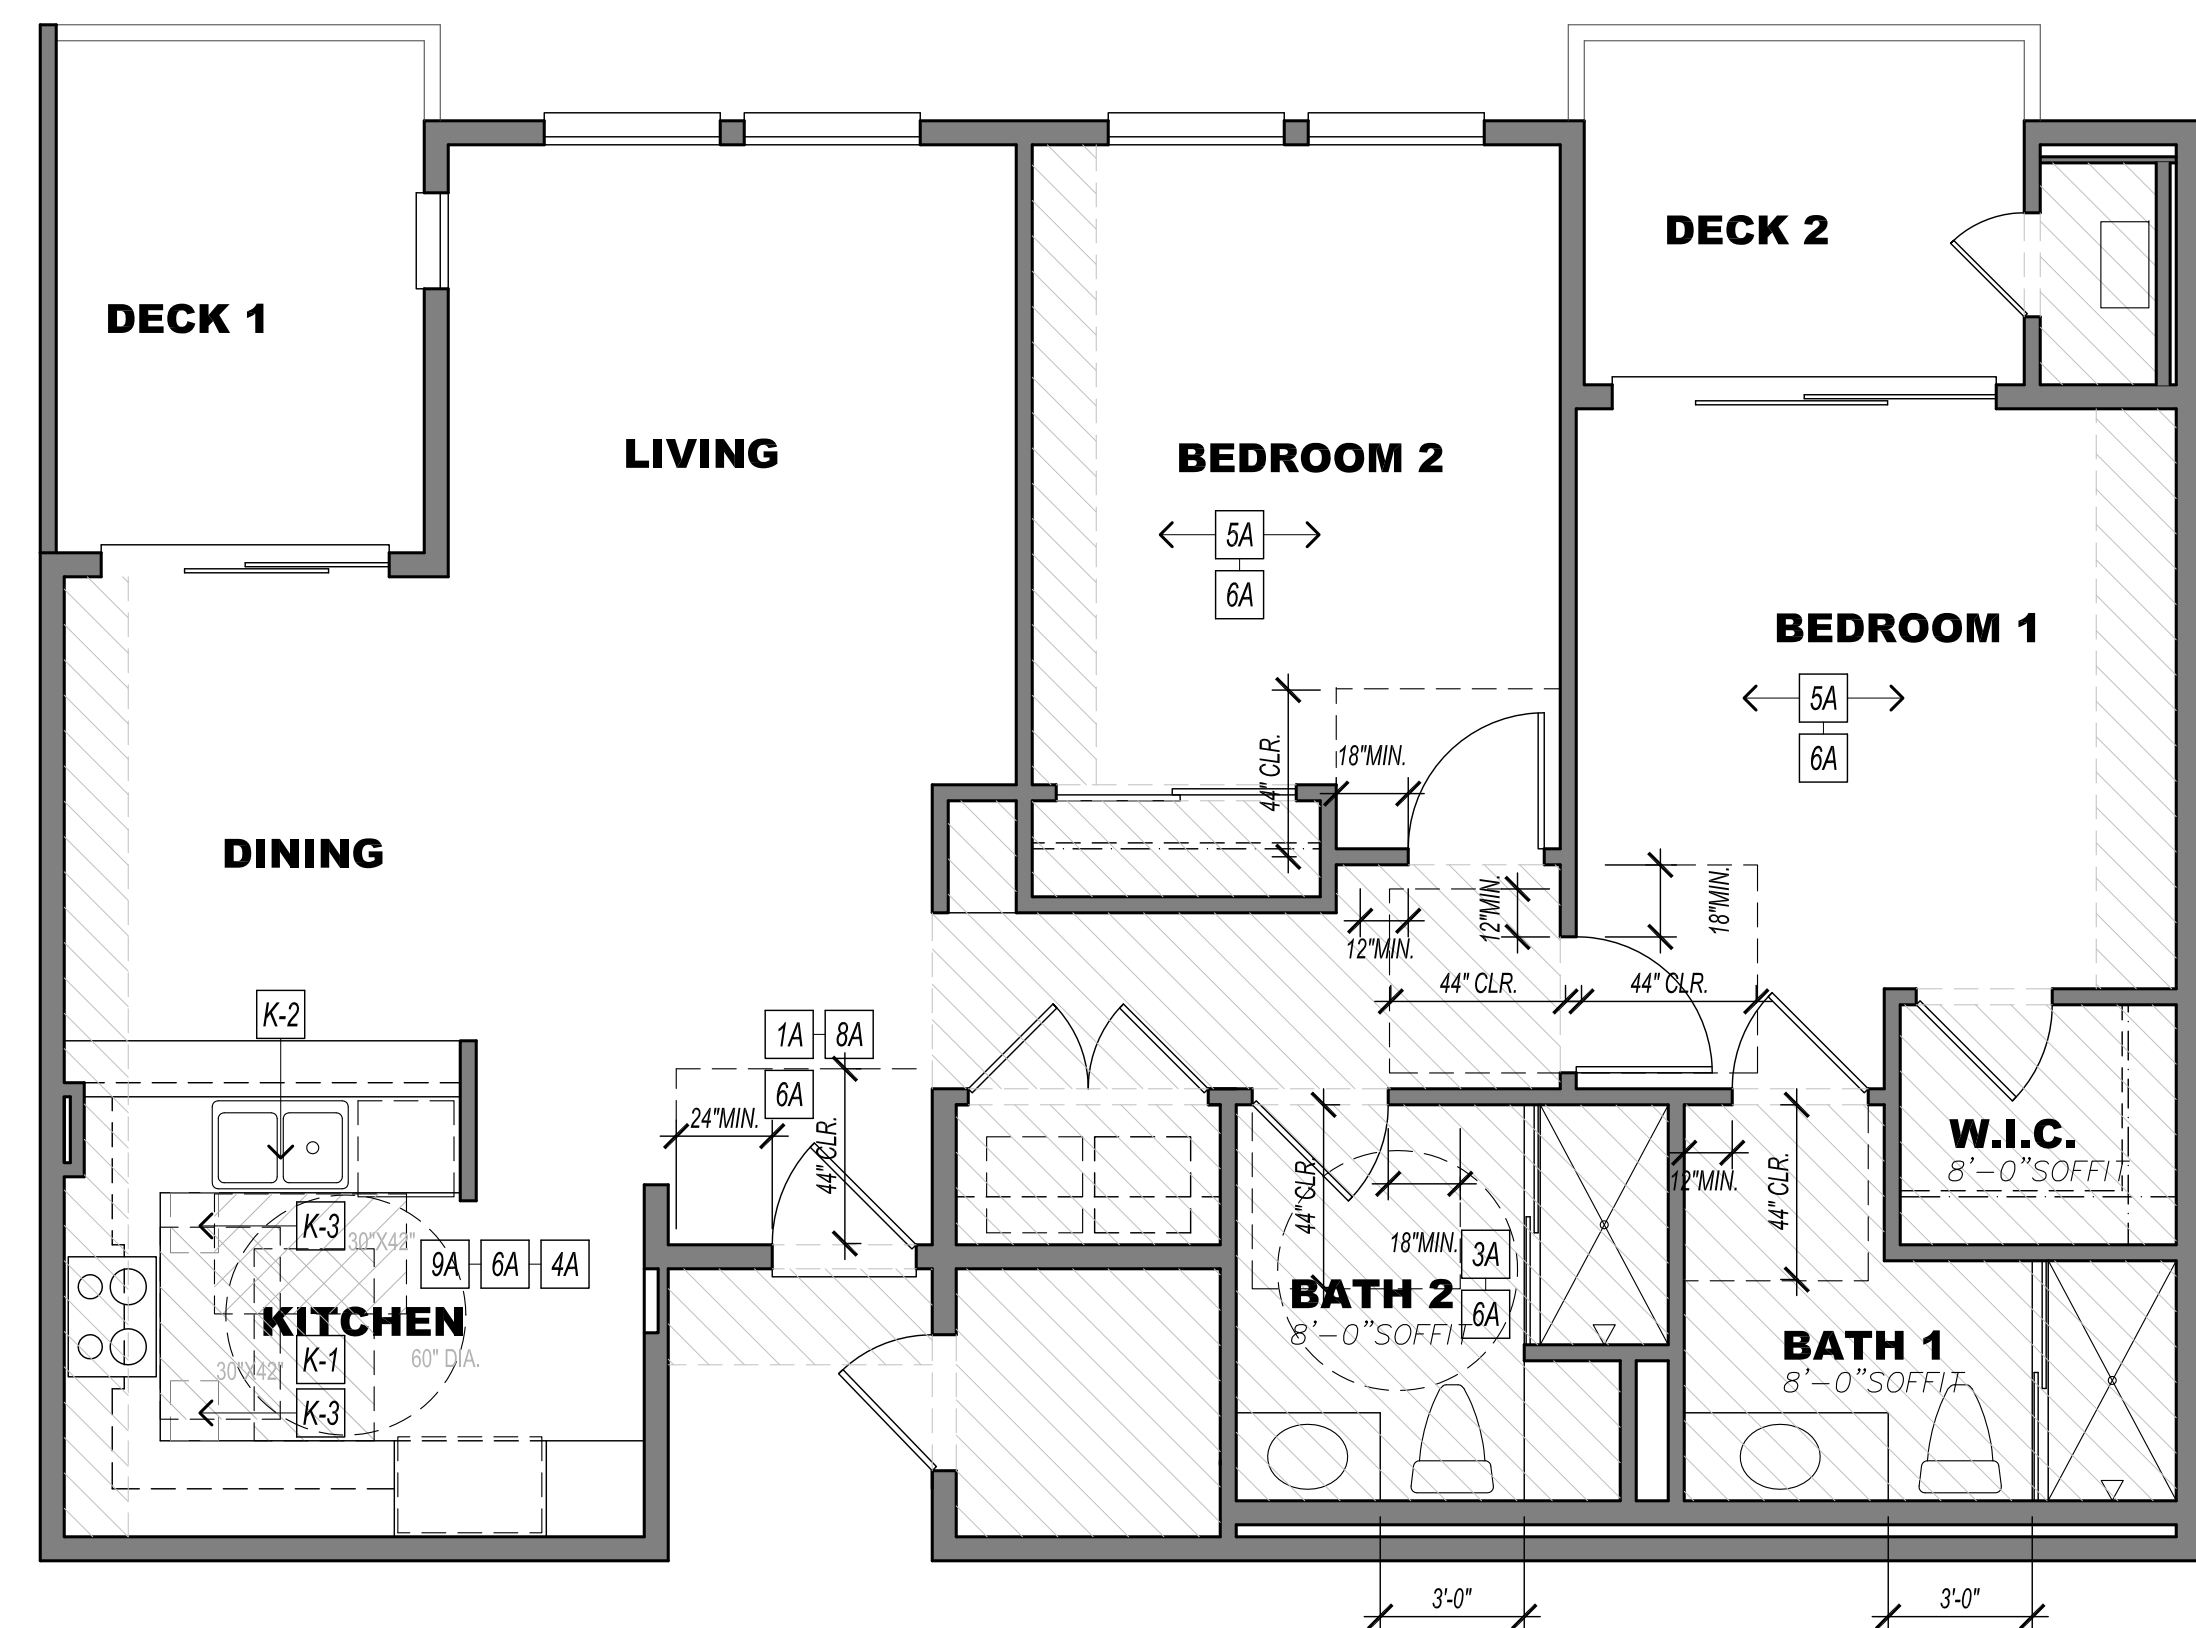 DECK 2
DECK 1
LIVING
BEDROOM 2
5A
6A
BEDROOM 1
5A
6A
44" CLR.
18"MIN.
DINING
12"MIN.
18"MIN.
12"MIN.
44" CLR.
44" CLR.
K-2
1A
8A
6A
24"MIN.
44" CLR.
W.I.C.
8'-0"SOFFIT
12"MIN.
44" CLR.
44" CLR.
18"MIN.
3A
6A
K-3
30"X42"
9A
6A
4A
BATH 2
8'-0"SOFFIT
KITCHEN
BATH 1
8'-0"SOFFIT
K-1
60" DIA.
30"X42"
K-3
3'-0"
3'-0"